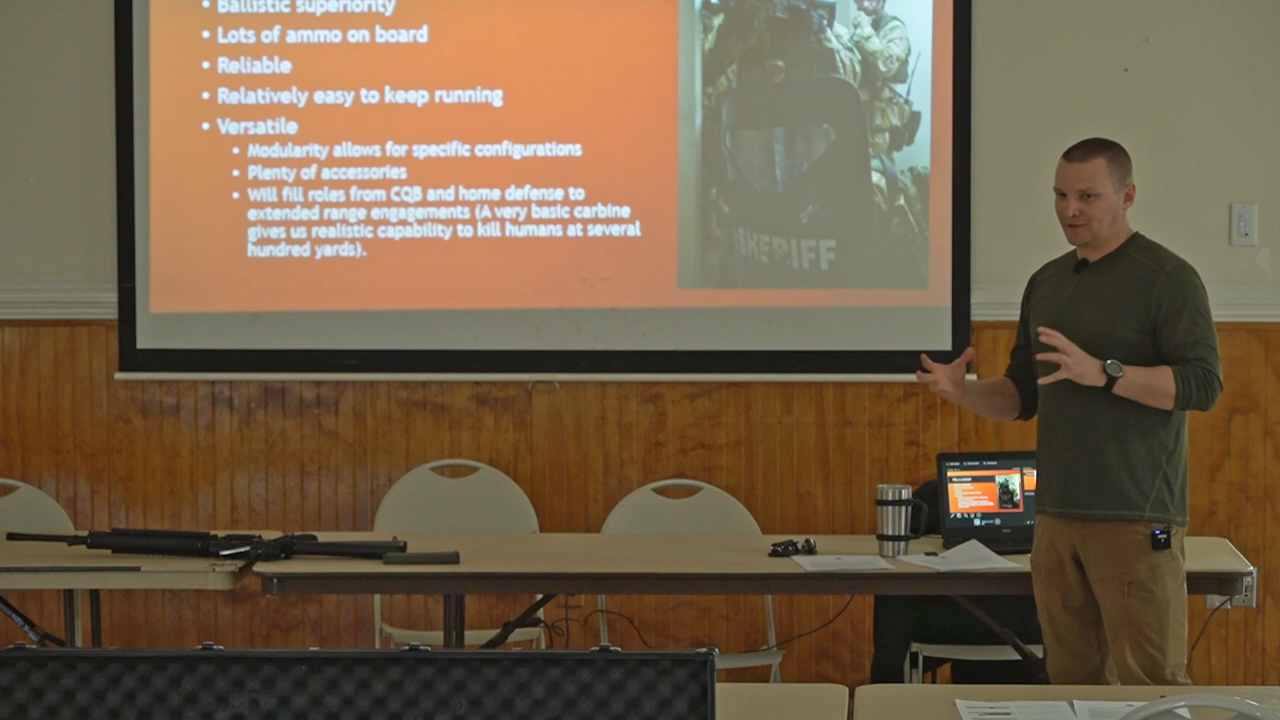 • Ballistic superiority
• Lots of ammo on board
• Reliable
• Relatively easy to keep running
• Versatile
• Modularity allows for specific configurations
• Plenty of accessories
• Will fill roles from CQB and home defense to
extended range engagements (A very basic carbine
gives us realistic capability to kill humans at several
hundred yards).
SHERIFF